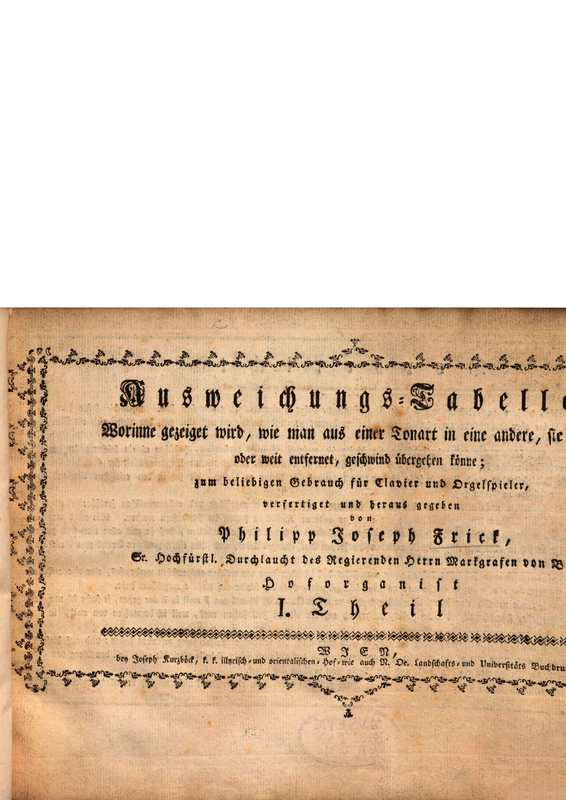 Ausweichungs-Tabelle
Worinne gezeiget wird, wie man aus einer Tonart in eine andere, sie
oder weit entfernet, geschwind übergehen könne;
zum beliebigen Gebrauch für Clavier und Orgelspieler,
verfertiget und heraus gegeben
von
Philipp Joseph Frick,
Sr. Hochfürstl. Durchlaucht des Regierenden Herrn Markgrafen von B
Hoforganist
I. Theil
WIEN,
bey Joseph Kurzböck, k. k. illyrisch-und orientalischen-Hof-wie auch N. Oe. Landschafts-und Universitäts Buchdru